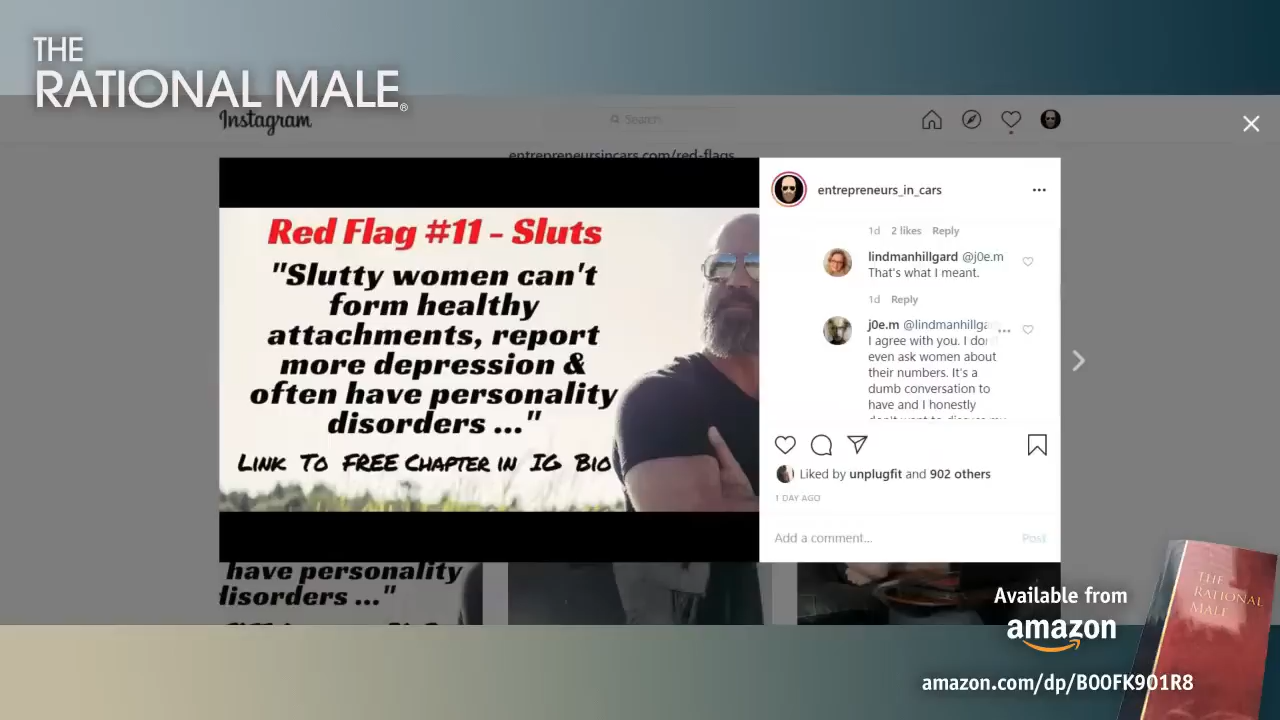 THE
RATIONAL MALE®
Instagram
Search
entrepreneursincars.com/red-flags
Red Flag #11 - Sluts
"Slutty women can't
form healthy
attachments, report
more depression &
often have personality
disorders ..."
LINK TO FREE CHAPTER IN IG BIO
entrepreneurs_in_cars
1d 2 likes Reply
lindmanhillgard @j0e.m
That's what I meant.
1d Reply
j0e.m @lindmanhillga
I agree with you. I don't
even ask women about
their numbers. It's a
dumb conversation to
have and I honestly
Liked by unplugfit and 902 others
1 DAY AGO
Add a comment...
Post
have personality
disorders ..."
Available from
amazon
amazon.com/dp/B00FK901R8
THE
RATIONAL
MALE